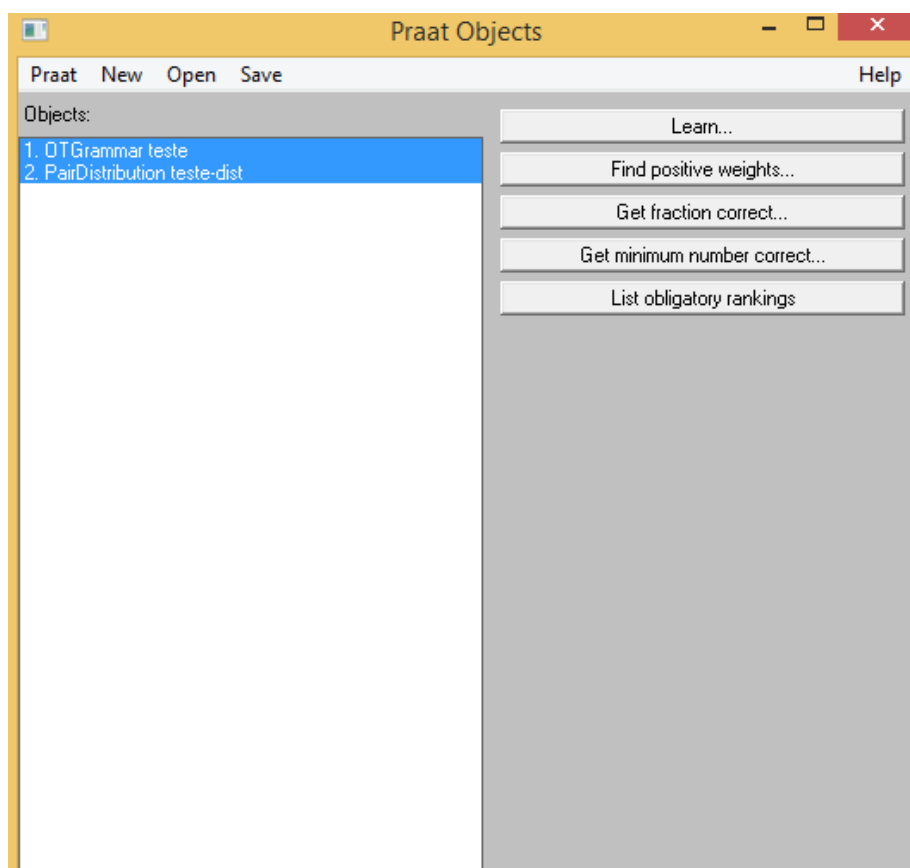 Praat Objects
Praat New Open Save Help
Objects:
1. OTGrammar teste
2. PairDistribution teste-dist
Learn...
Find positive weights...
Get fraction correct...
Get minimum number correct...
List obligatory rankings